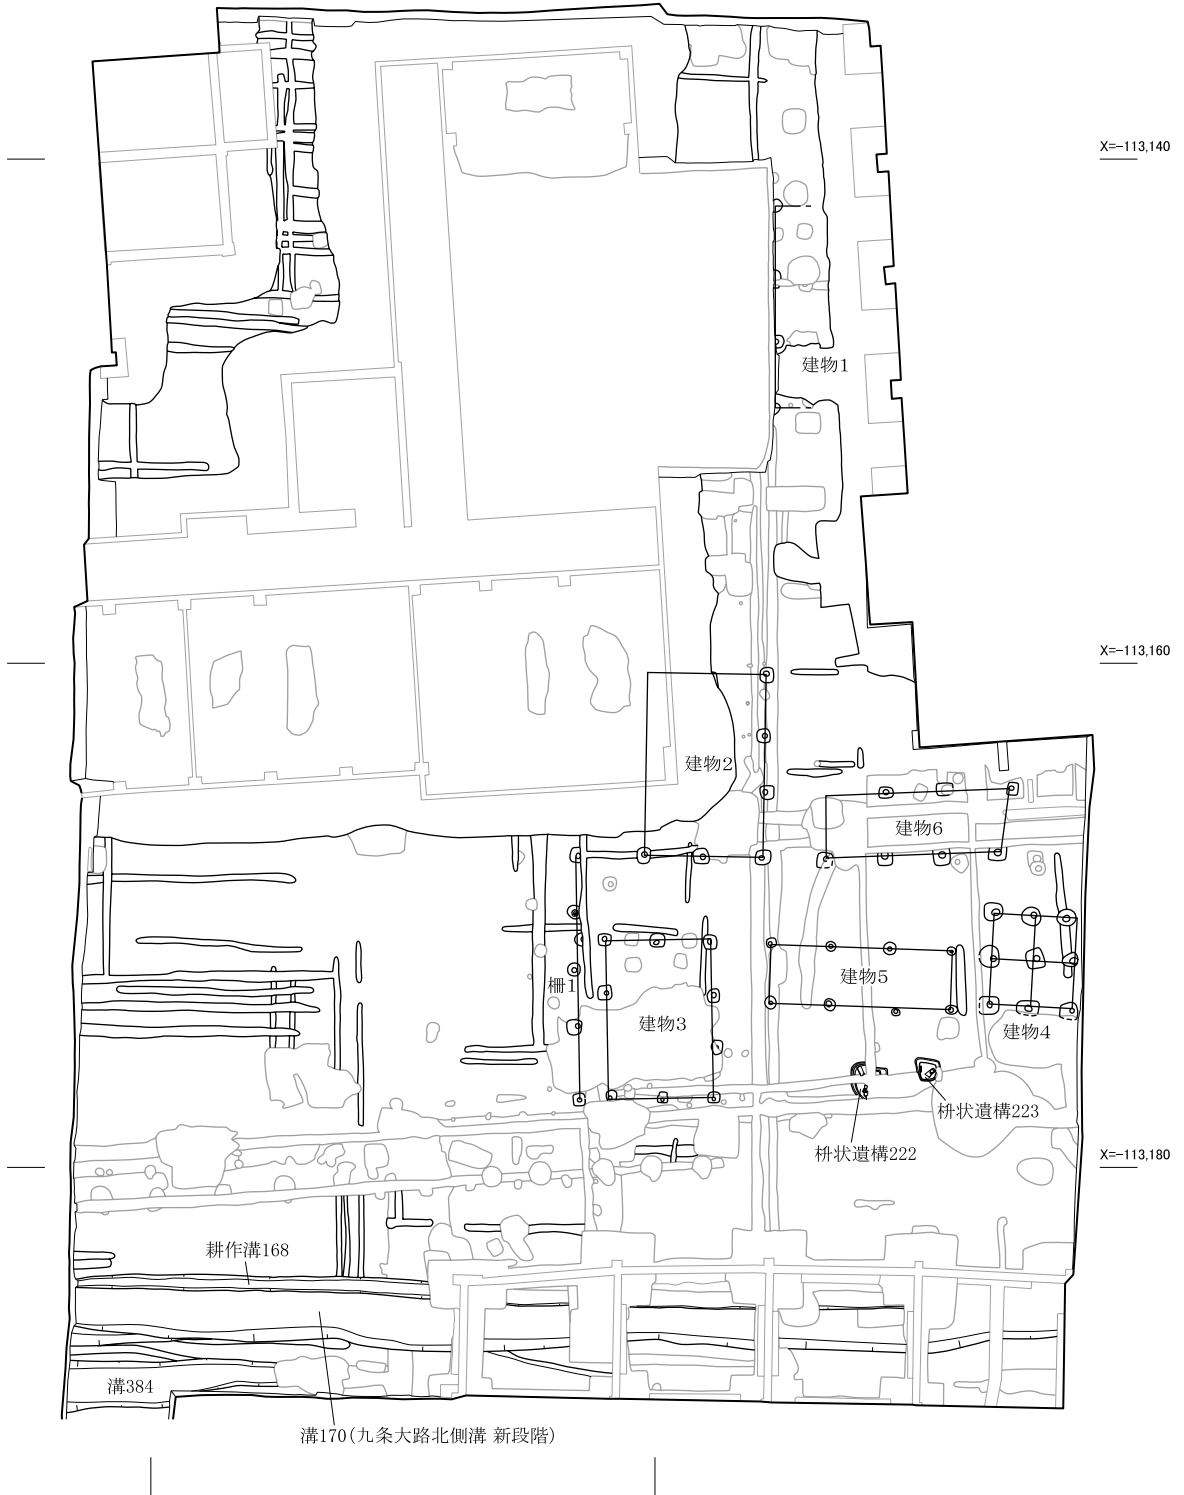 X=-113,140
建物1
X=-113,160
建物2
建物6
建物5
柵1
建物3
建物4
枡状遺構223
枡状遺構222
X=-113,180
耕作溝168
溝384
溝170（九条大路北側溝 新段階）